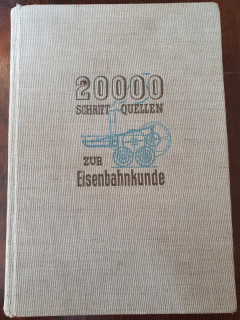 20000
SCHRIFT QUELLEN
ZUR
Eisenbahnkunde